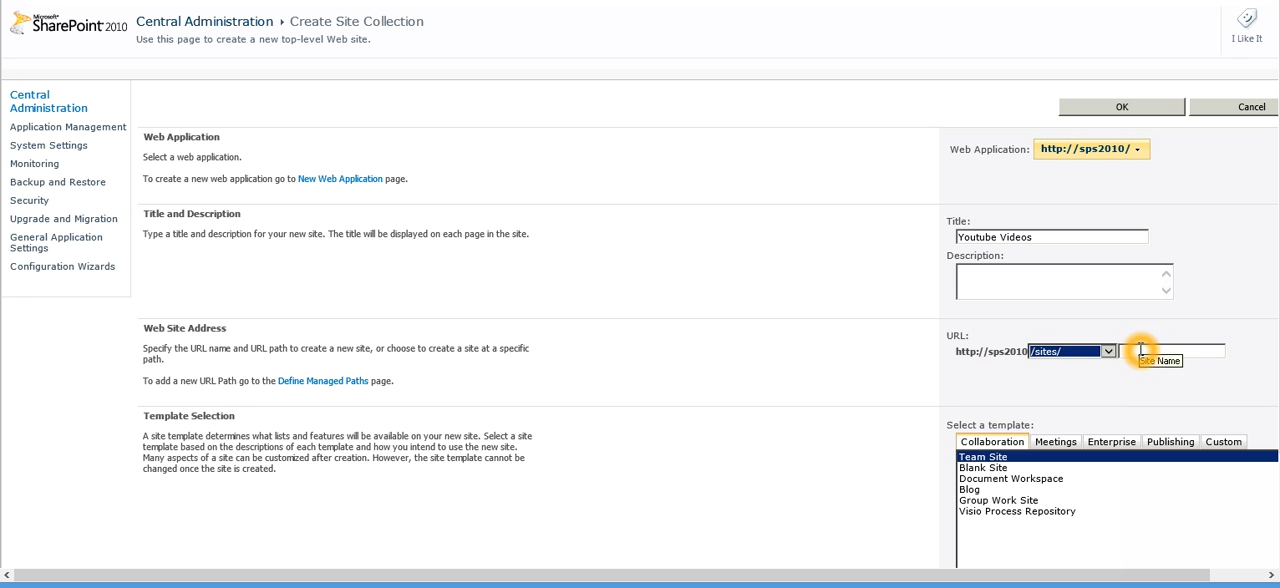 Microsoft®
SharePoint 2010
Central Administration ▸ Create Site Collection
Use this page to create a new top-level Web site.
I Like It
Central
Administration
Application Management
System Settings
Monitoring
Backup and Restore
Security
Upgrade and Migration
General Application
Settings
Configuration Wizards
OK
Cancel
Web Application
Select a web application.
To create a new web application go to New Web Application page.
Web Application: http://sps2010/
Title and Description
Type a title and description for your new site. The title will be displayed on each page in the site.
Title:
Youtube Videos
Description:
Web Site Address
Specify the URL name and URL path to create a new site, or choose to create a site at a specific
path.
To add a new URL Path go to the Define Managed Paths page.
URL:
http://sps2010 /sites/
Site Name
Template Selection
A site template determines what lists and features will be available on your new site. Select a site
template based on the descriptions of each template and how you intend to use the new site.
Many aspects of a site can be customized after creation. However, the site template cannot be
changed once the site is created.
Select a template:
Collaboration Meetings Enterprise Publishing Custom
Team Site
Blank Site
Document Workspace
Blog
Group Work Site
Visio Process Repository